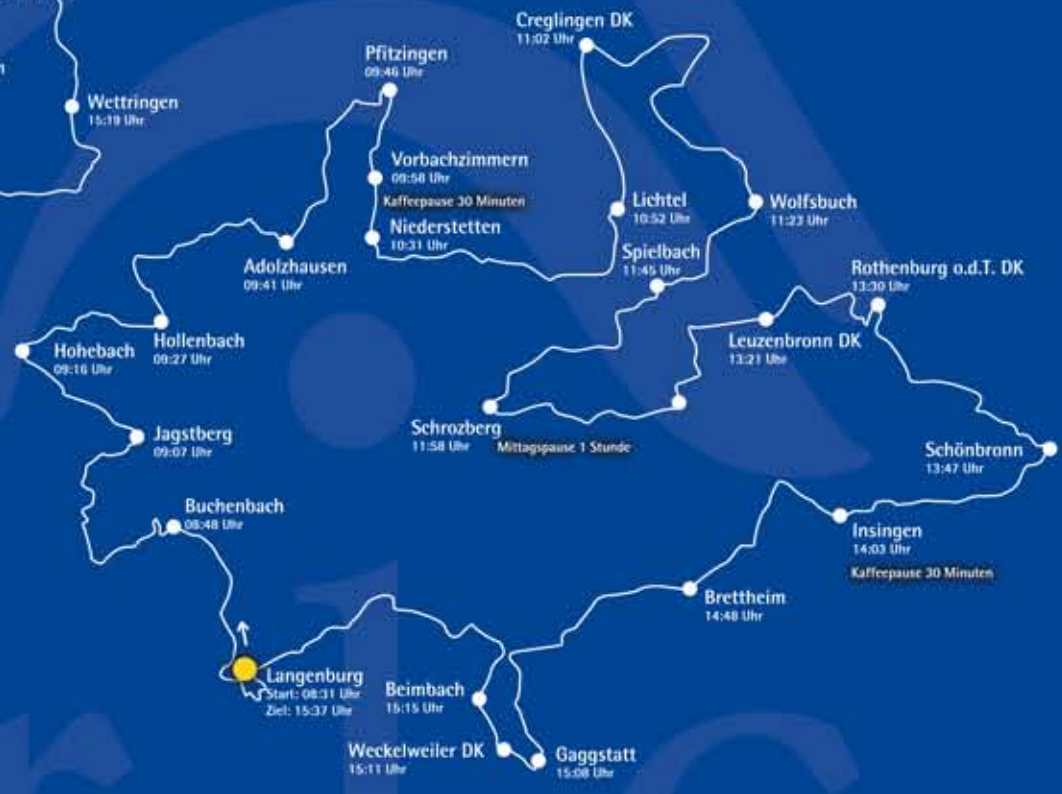 Creglingen DK
11:02 Uhr
Pfitzingen
09:46 Uhr
Wettringen
15:19 Uhr
Vorbachzimmern
09:58 Uhr
Kaffeepause 30 Minuten
Niederstetten
10:31 Uhr
Lichtel
10:52 Uhr
Wolfsbuch
11:23 Uhr
Spielbach
11:45 Uhr
Adolzhausen
09:41 Uhr
Rothenburg o.d.T. DK
13:30 Uhr
Hohebach
09:16 Uhr
Hollenbach
09:27 Uhr
Leuzenbronn DK
13:21 Uhr
Jagstberg
09:07 Uhr
Schrozberg
11:58 Uhr
Mittagspause 1 Stunde
Schönbronn
13:47 Uhr
Buchenbach
08:48 Uhr
Insingen
14:03 Uhr
Kaffeepause 30 Minuten
Brettheim
14:48 Uhr
Langenburg
Start: 08:31 Uhr
Ziel: 15:37 Uhr
Beimbach
15:15 Uhr
Weckelweiler DK
15:11 Uhr
Gaggstatt
15:08 Uhr